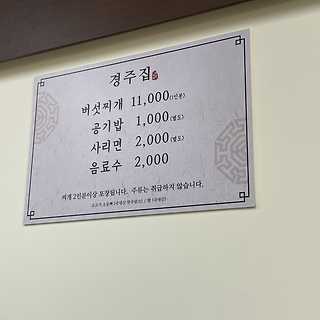 경주집
버섯찌개 11,000(1인분)
공기밥 1,000(별도)
사리면 2,000(별도)
음료수 2,000
찌개 2인분이상 포장됩니다. 주류는 취급하지 않습니다.